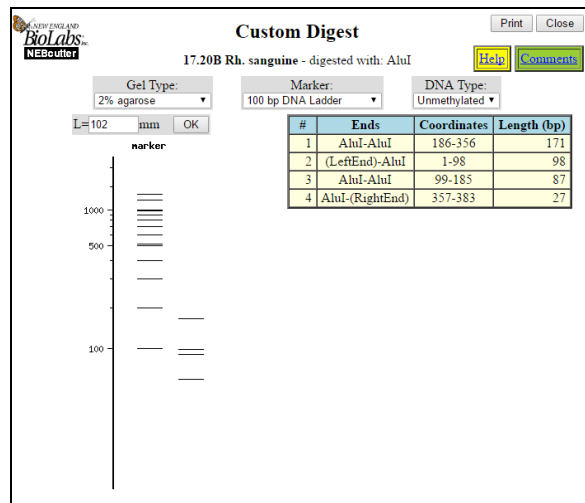 NEW ENGLAND
BioLabs Inc.
NEBcutter
Custom Digest
Print
Close
17.20B Rh. sanguine - digested with: AluI
Help
Comments
Gel Type:
2% agarose
Marker:
100 bp DNA Ladder
DNA Type:
Unmethylated
L=102 mm OK
# Ends Coordinates Length (bp)
1 AluI-AluI 186-356 171
2 (LeftEnd)-AluI 1-98 98
3 AluI-AluI 99-185 87
4 AluI-(RightEnd) 357-383 27
marker
1000
500
100